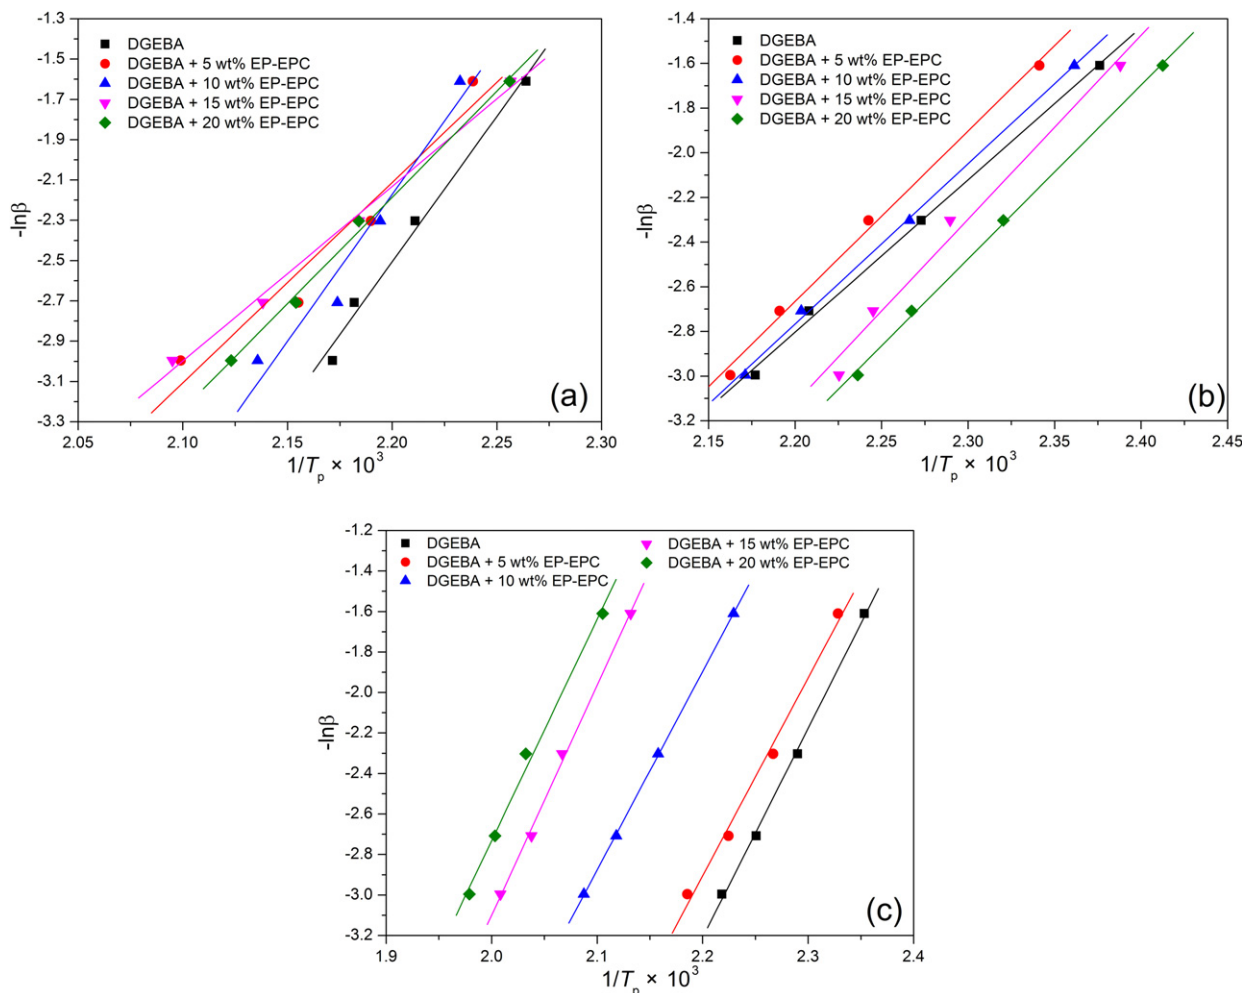 -1.3
-1.5
-1.7
-1.9
-2.1
-2.3
-2.5
-2.7
-2.9
-3.1
-3.3
-lnβ
DGEBA
DGEBA + 5 wt% EP-EPC
DGEBA + 10 wt% EP-EPC
DGEBA + 15 wt% EP-EPC
DGEBA + 20 wt% EP-EPC
(a)
2.05 2.10 2.15 2.20 2.25 2.30
1/Tp × 10³
-1.4
-1.6
-1.8
-2.0
-2.2
-2.4
-2.6
-2.8
-3.0
-3.2
-lnβ
DGEBA
DGEBA + 5 wt% EP-EPC
DGEBA + 10 wt% EP-EPC
DGEBA + 15 wt% EP-EPC
DGEBA + 20 wt% EP-EPC
(b)
2.15 2.20 2.25 2.30 2.35 2.40 2.45
1/Tp × 10³
-1.2
-1.4
-1.6
-1.8
-2.0
-2.2
-2.4
-2.6
-2.8
-3.0
-3.2
-lnβ
DGEBA
DGEBA + 5 wt% EP-EPC
DGEBA + 10 wt% EP-EPC
DGEBA + 15 wt% EP-EPC
DGEBA + 20 wt% EP-EPC
(c)
1.9 2.0 2.1 2.2 2.3 2.4
1/Tp × 10³